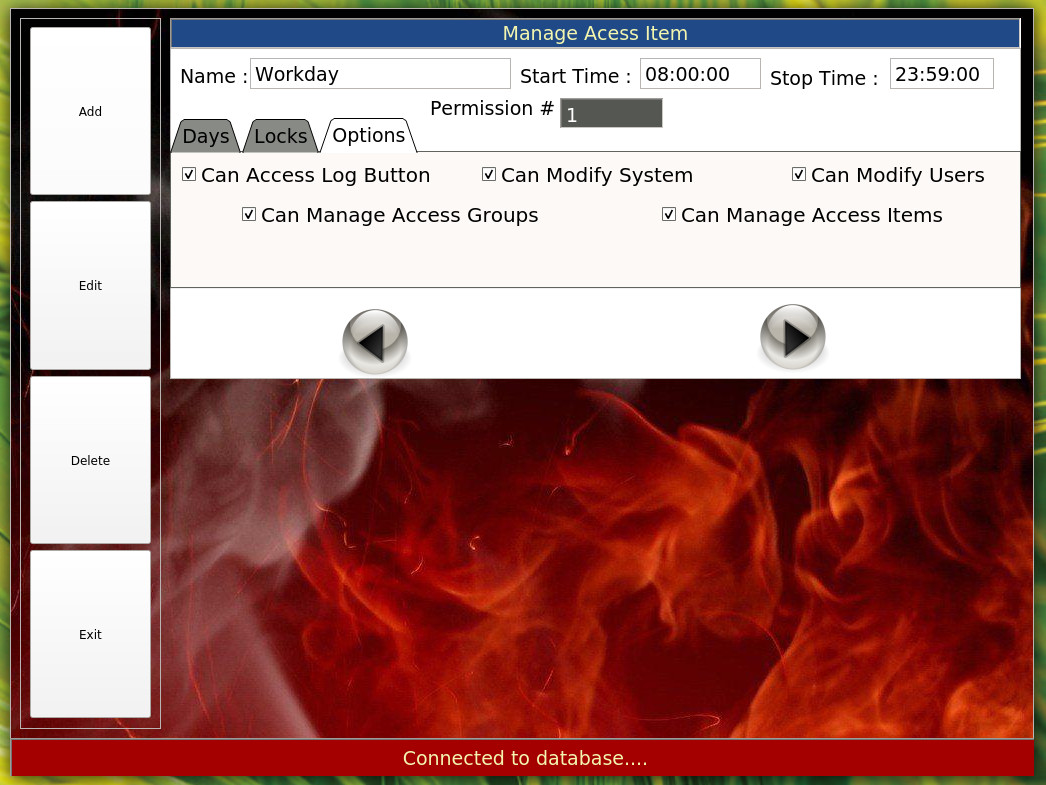 Manage Acess Item
Add
Name : Workday Start Time : 08:00:00 Stop Time : 23:59:00
Permission # 1
Days Locks Options
Can Access Log Button Can Modify System Can Modify Users
Can Manage Access Groups Can Manage Access Items
Edit
Delete
Exit
Connected to database....